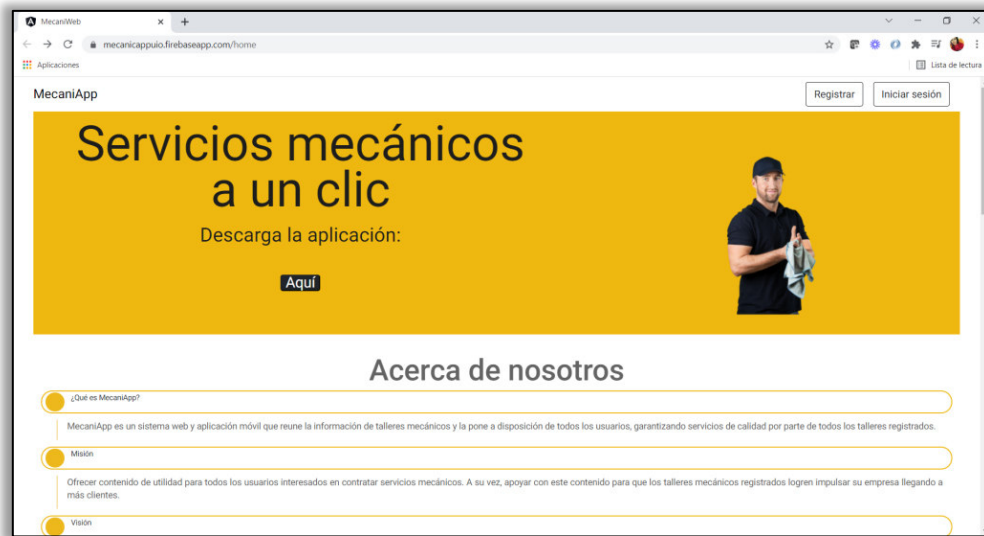 MecaniWeb
mecanicappuio.firebaseapp.com/home
Aplicaciones
Lista de lectura
MecaniApp
Registrar
Iniciar sesión
Servicios mecánicos
a un clic
Descarga la aplicación:
Aquí
Acerca de nosotros
¿Qué es MecaniApp?
MecaniApp es un sistema web y aplicación móvil que reune la información de talleres mecánicos y la pone a disposición de todos los usuarios, garantizando servicios de calidad por parte de todos los talleres registrados.
Misión
Ofrecer contenido de utilidad para todos los usuarios interesados en contratar servicios mecánicos. A su vez, apoyar con este contenido para que los talleres mecánicos registrados logren impulsar su empresa llegando a
más clientes.
Visión